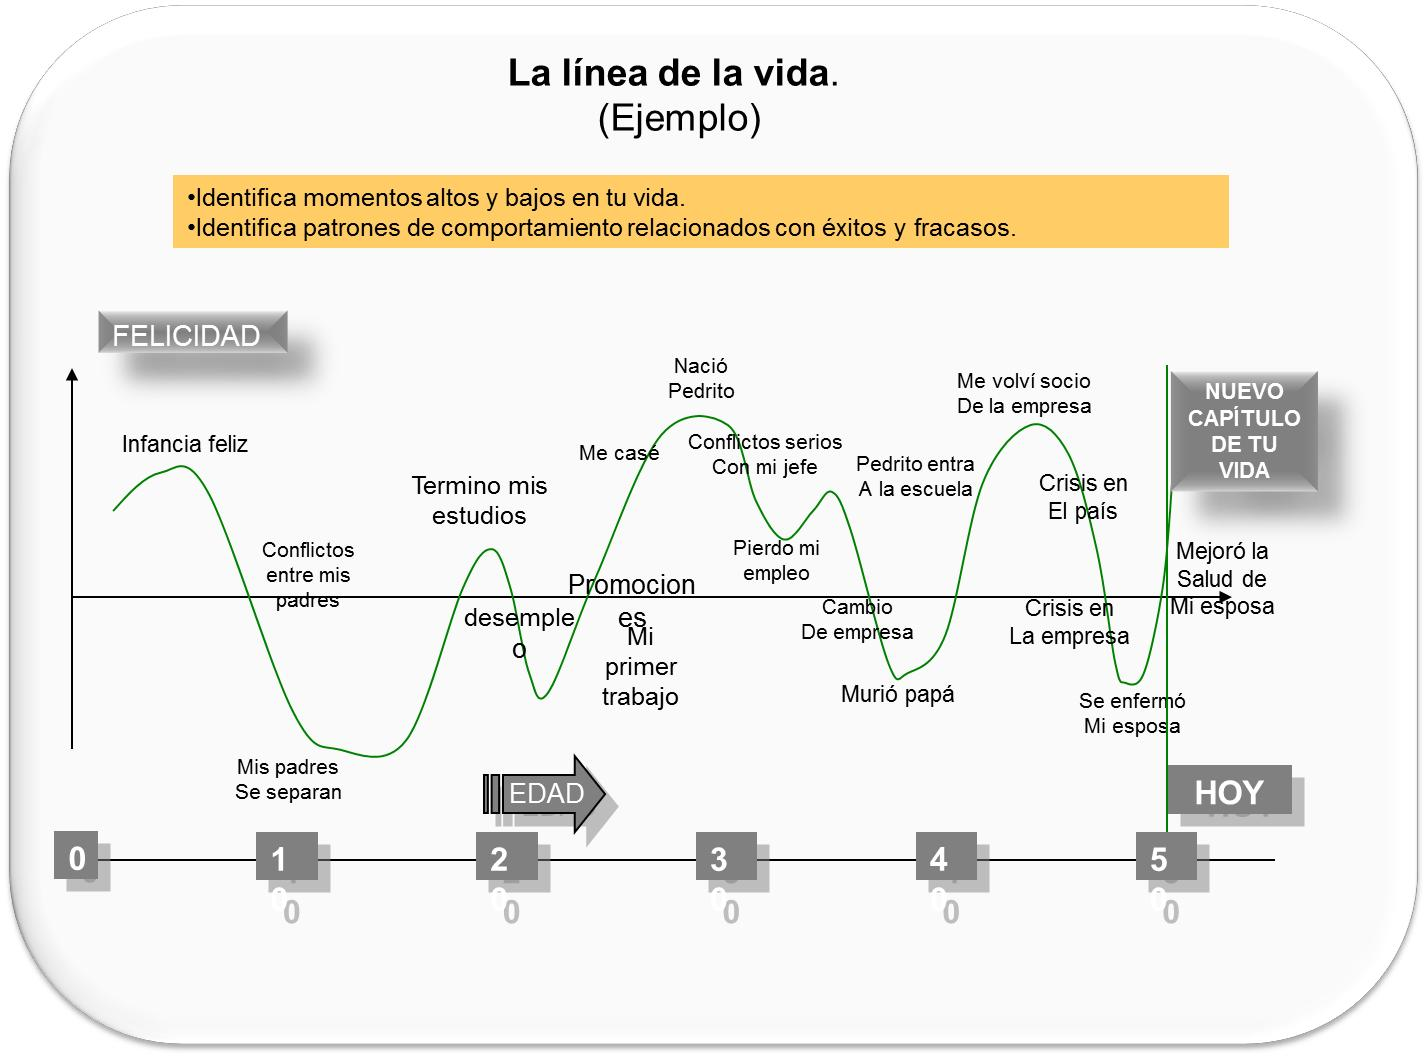 La línea de la vida.
(Ejemplo)
•Identifica momentos altos y bajos en tu vida.
•Identifica patrones de comportamiento relacionados con éxitos y fracasos.
FELICIDAD
Infancia feliz
Conflictos
entre mis
padres
Mis padres
Se separan
Termino mis
estudios
desemple
o
Promocion
es
Mi
primer
trabajo
Me casé
Nació
Pedrito
Conflictos serios
Con mi jefe
Pierdo mi
empleo
Cambio
De empresa
Murió papá
Pedrito entra
A la escuela
Me volví socio
De la empresa
Crisis en
El país
Crisis en
La empresa
Se enfermó
Mi esposa
NUEVO
CAPÍTULO
DE TU
VIDA
Mejoró la
Salud de
Mi esposa
EDAD
HOY
0
1
0
2
0
3
0
4
0
5
0